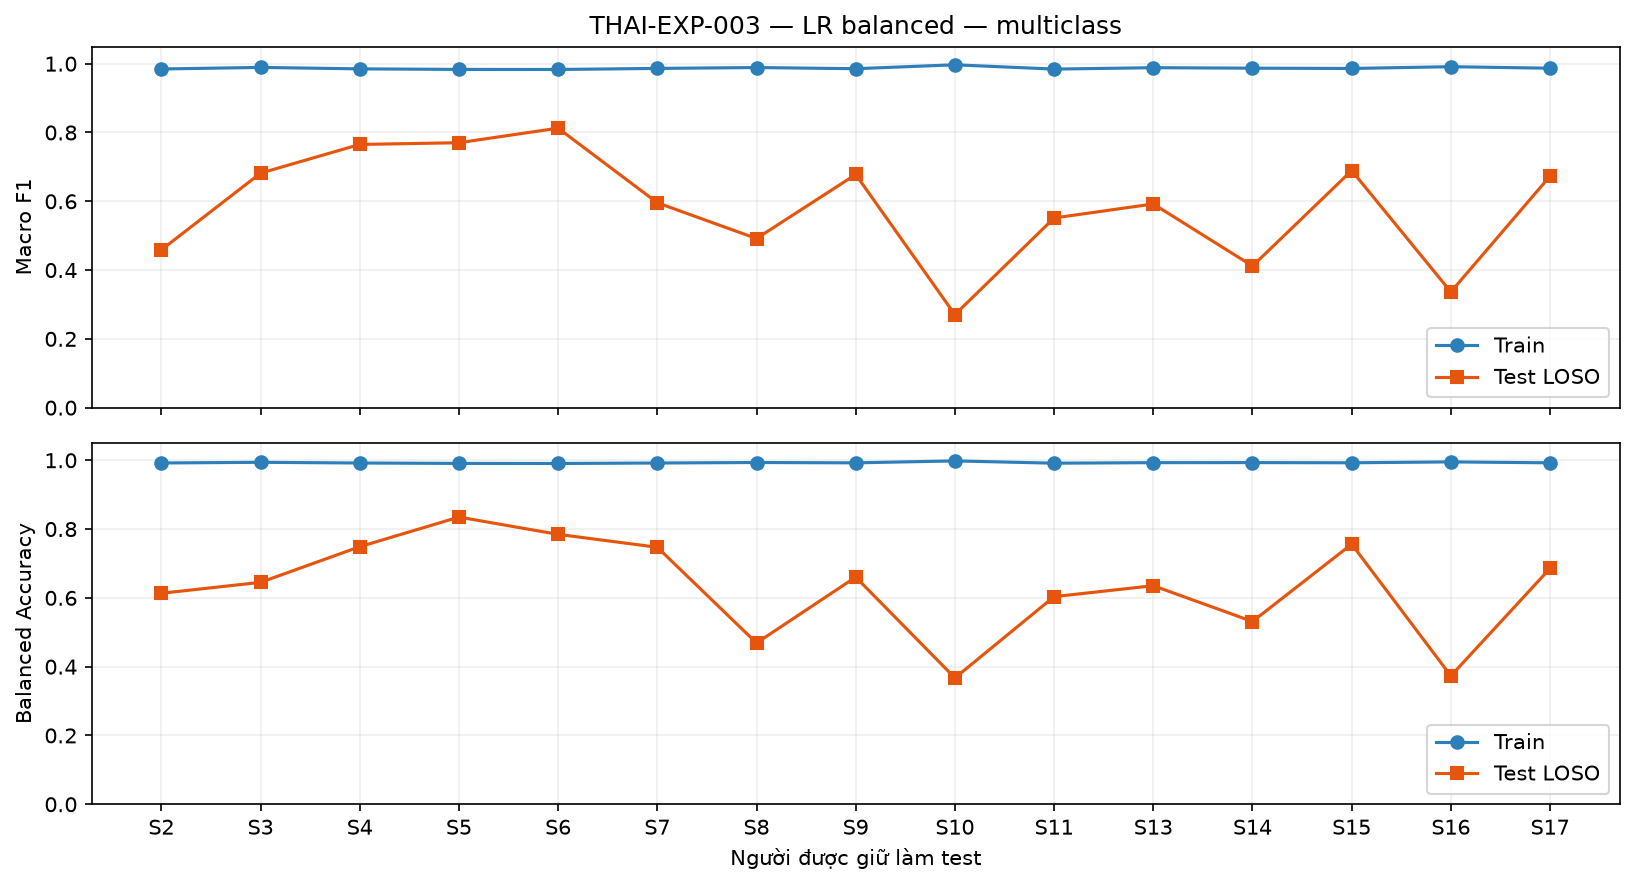 THAI-EXP-003 — LR balanced — multiclass
Macro F1
1.0
0.8
0.6
0.4
0.2
0.0
Train
Test LOSO
Balanced Accuracy
1.0
0.8
0.6
0.4
0.2
0.0
Train
Test LOSO
S2 S3 S4 S5 S6 S7 S8 S9 S10 S11 S13 S14 S15 S16 S17
Người được giữ làm test